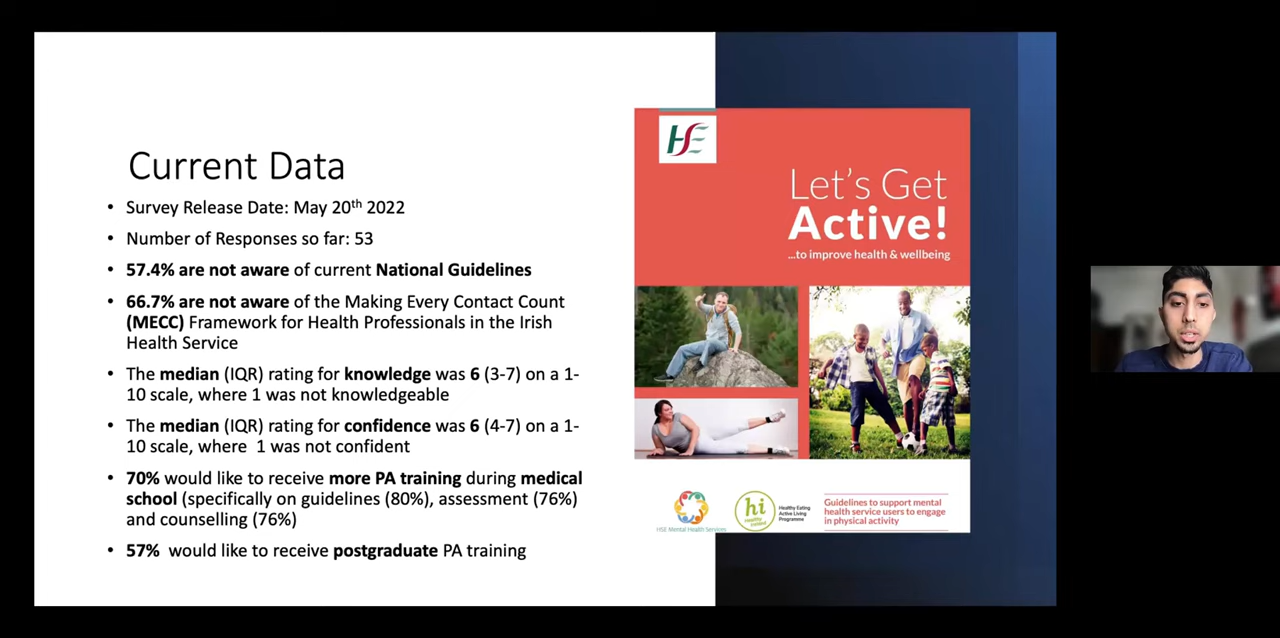 Current Data
• Survey Release Date: May 20th 2022
• Number of Responses so far: 53
• 57.4% are not aware of current National Guidelines
• 66.7% are not aware of the Making Every Contact Count
(MECC) Framework for Health Professionals in the Irish
Health Service
• The median (IQR) rating for knowledge was 6 (3-7) on a 1-
10 scale, where 1 was not knowledgeable
• The median (IQR) rating for confidence was 6 (4-7) on a 1-
10 scale, where 1 was not confident
• 70% would like to receive more PA training during medical
school (specifically on guidelines (80%), assessment (76%)
and counselling (76%)
• 57% would like to receive postgraduate PA training
HSE
Let's Get
Active!
...to improve health & wellbeing
HSE Mental Health Services
hi
Healthy Eating
Active Living
Programme
Guidelines to support mental
health service users to engage
in physical activity